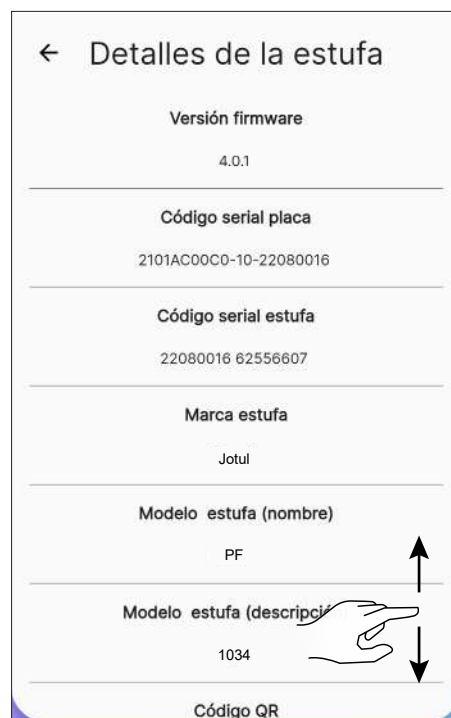 Detalles de la estufa
Versión firmware
4.0.1
Código serial placa
2101AC00C0-10-22080016
Código serial estufa
22080016 62556607
Marca estufa
Jotul
Modelo estufa (nombre)
PF
Modelo estufa (descripción
1034
Código QR